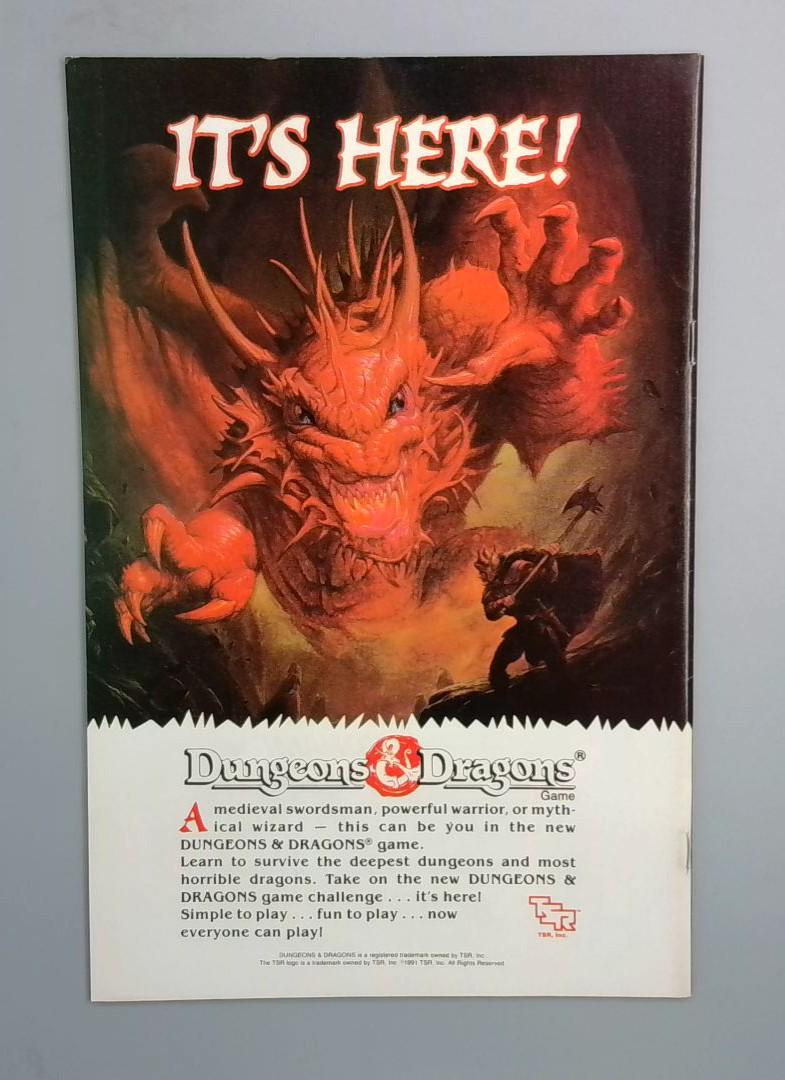 IT'S HERE!
Dungeons & Dragons®
Game
A medieval swordsman, powerful warrior, or myth-
ical wizard — this can be you in the new
DUNGEONS & DRAGONS® game.
Learn to survive the deepest dungeons and most
horrible dragons. Take on the new DUNGEONS &
DRAGONS game challenge . . . it's here!
Simple to play . . . fun to play . . . now
everyone can play!
TSR™
TSR, Inc.
DUNGEONS & DRAGONS is a registered trademark owned by TSR, Inc.
The TSR logo is a trademark owned by TSR, Inc. ©1991 TSR, Inc. All Rights Reserved.